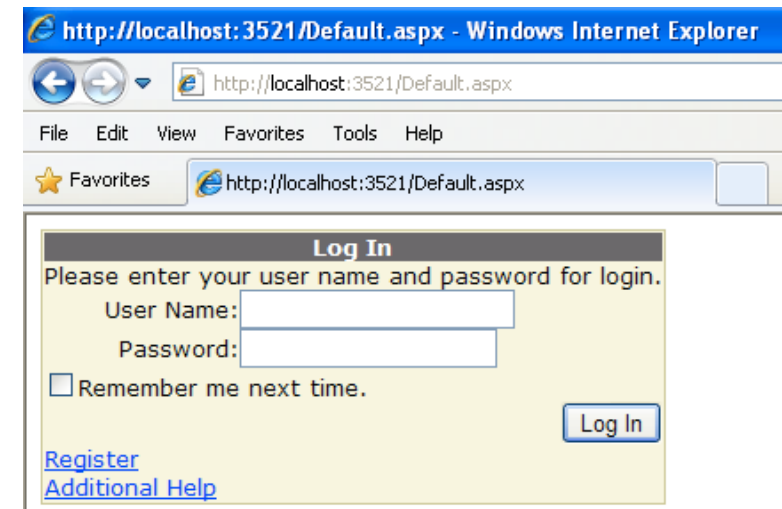 http://localhost:3521/Default.aspx - Windows Internet Explorer
http://localhost:3521/Default.aspx
File Edit View Favorites Tools Help
Favorites http://localhost:3521/Default.aspx
Log In
Please enter your user name and password for login.
User Name:
Password:
Remember me next time.
Log In
Register
Additional Help